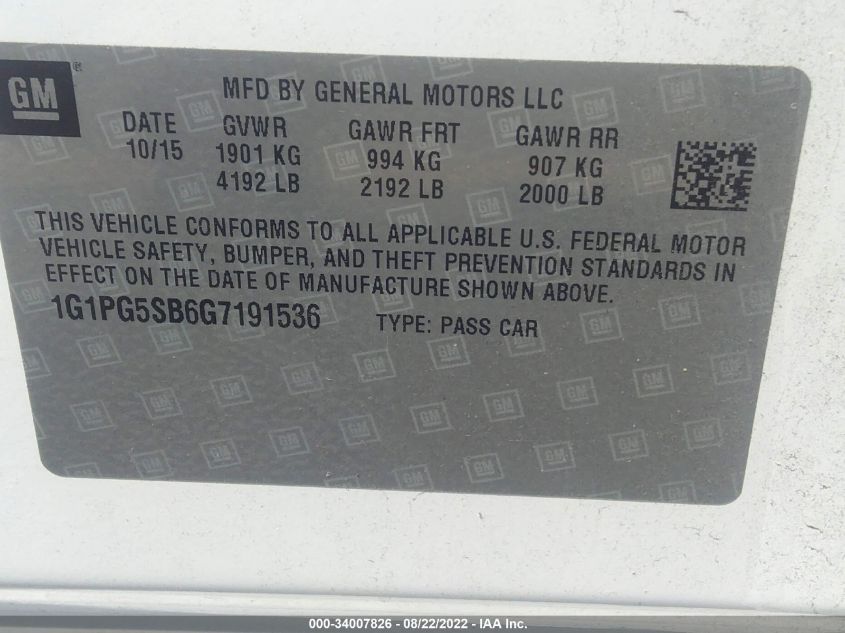 GM
MFD BY GENERAL MOTORS LLC
DATE GVWR GAWR FRT GAWR RR
10/15 1901 KG 994 KG 907 KG
4192 LB 2192 LB 2000 LB
THIS VEHICLE CONFORMS TO ALL APPLICABLE U.S. FEDERAL MOTOR
VEHICLE SAFETY, BUMPER, AND THEFT PREVENTION STANDARDS IN
EFFECT ON THE DATE OF MANUFACTURE SHOWN ABOVE.
1G1PG5SB6G7191536 TYPE: PASS CAR
000-34007826 - 08/22/2022 - IAA Inc.